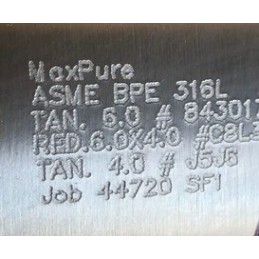 MaxPure
ASME BPE 316L
TAN. 6.0 # 843017
RED.6.0X4.0 #C8L3
TAN. 4.0 # J5J6
Job 44720 SFI